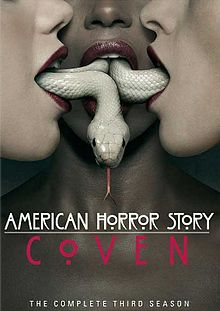 AMERICAN HORROR STORY
COVEN
THE COMPLETE THIRD SEASON